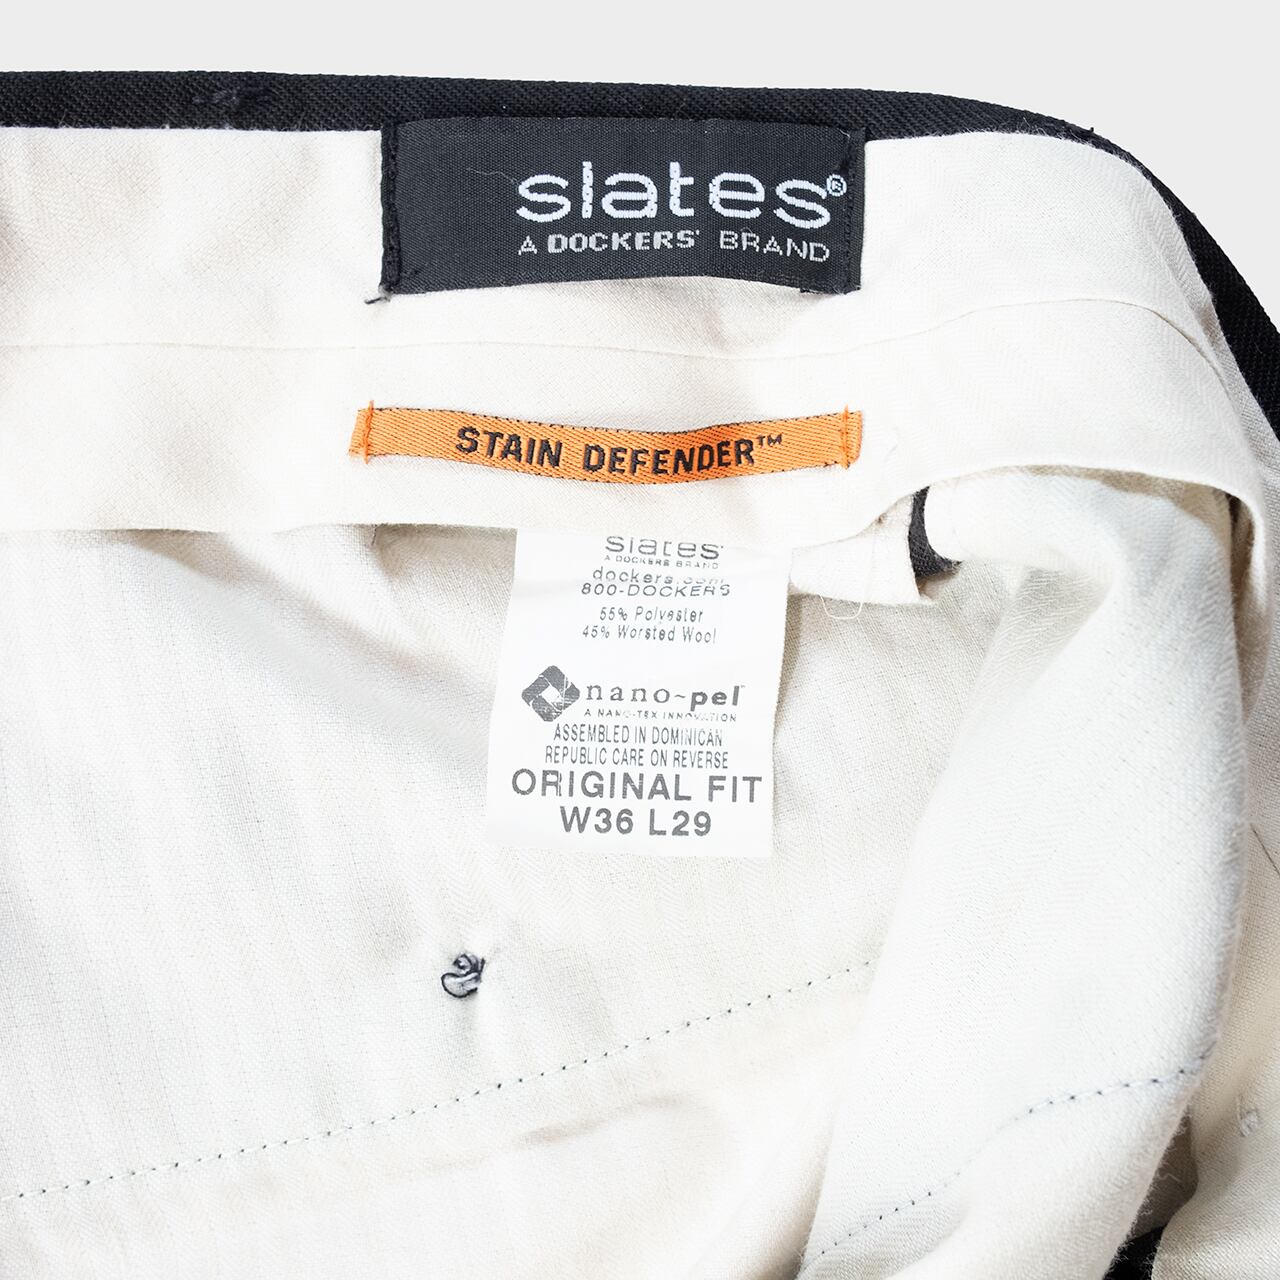 slates®
A DOCKERS® BRAND
STAIN DEFENDER™
slates®
A DOCKERS BRAND
dockers.com
800-DOCKERS
55% Polyester
45% Worsted Wool
nano~pel™
A NANO-TEX INNOVATION
ASSEMBLED IN DOMINICAN
REPUBLIC CARE ON REVERSE
ORIGINAL FIT
W36 L29